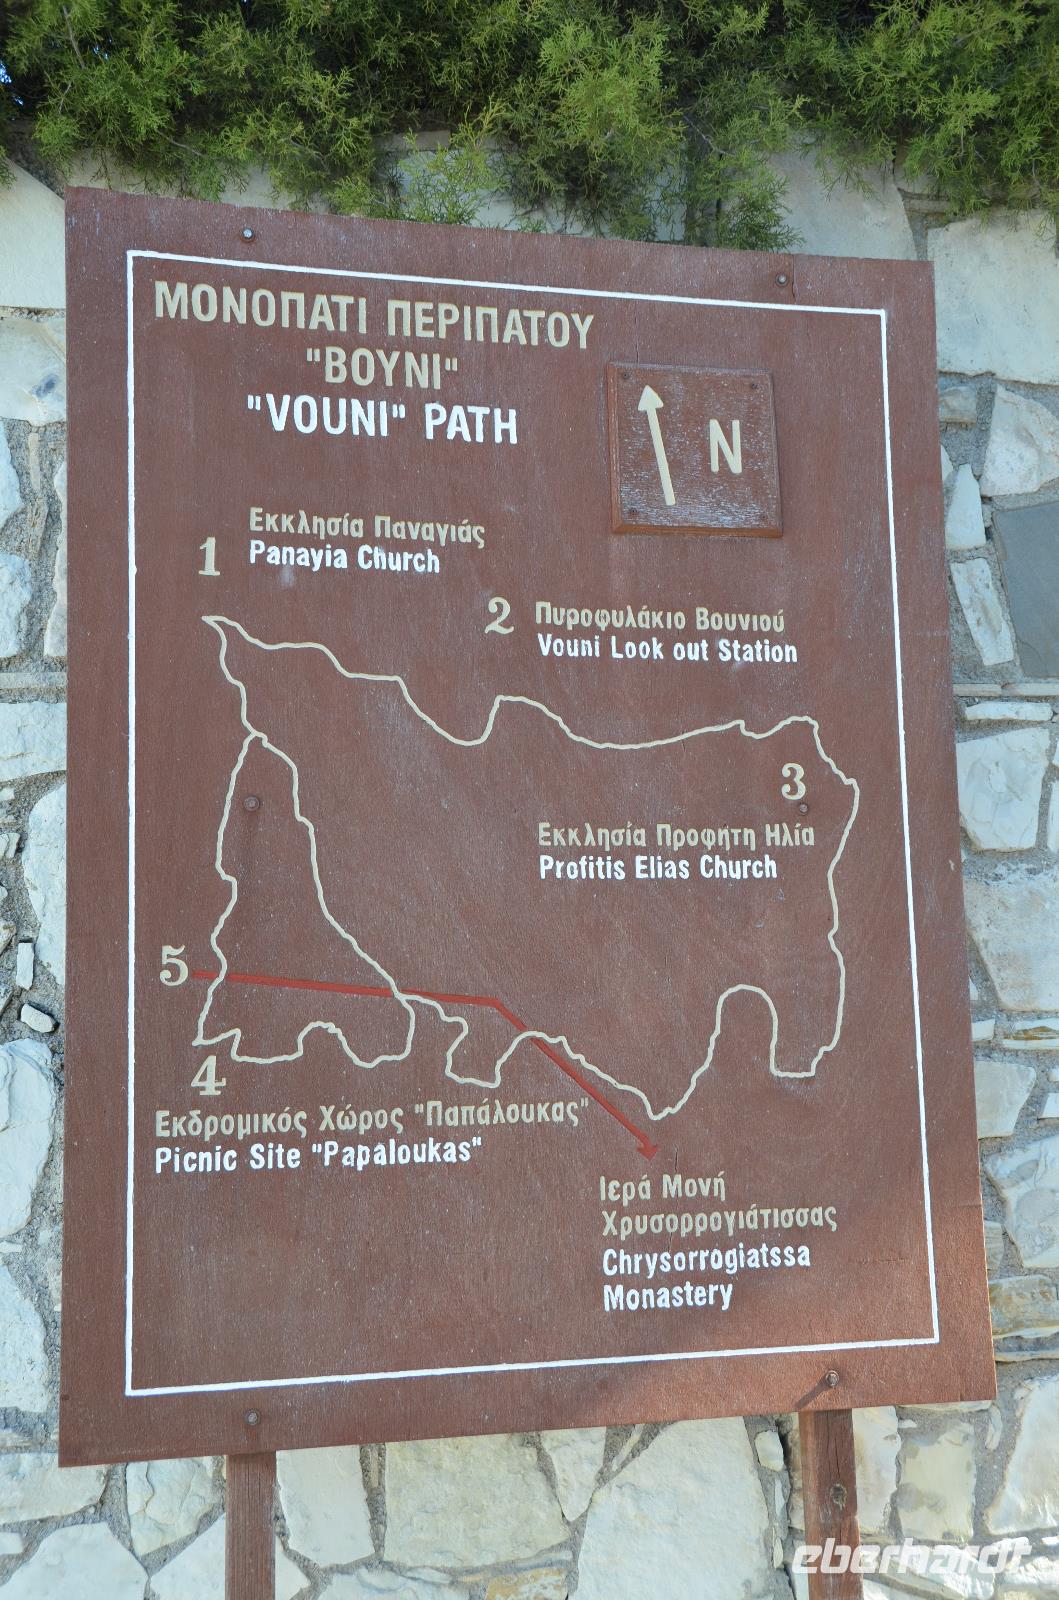 ΜΟΝΟΠΑΤΙ ΠΕΡΙΠΑΤΟΥ
"ΒΟΥΝΙ"
"VOUNI" PATH
N
1
Εκκλησία Παναγιάς
Panayia Church
2
Πυροφυλάκιο Βουνιού
Vouni Look out Station
3
Εκκλησία Προφήτη Ηλία
Profitis Elias Church
5
4
Εκδρομικός Χώρος "Παπάλουκας"
Picnic Site "Papaloukas"
Ιερά Μονή
Χρυσορρογιάτισσας
Chrysorrogiatssa
Monastery
eberhardt